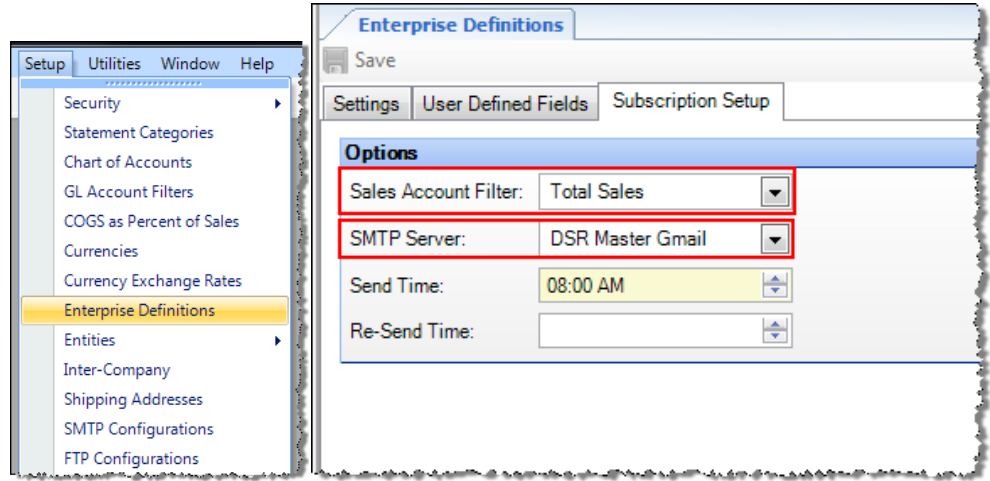 Setup Utilities Window Help
Security
Statement Categories
Chart of Accounts
GL Account Filters
COGS as Percent of Sales
Currencies
Currency Exchange Rates
Enterprise Definitions
Entities
Inter-Company
Shipping Addresses
SMTP Configurations
FTP Configurations
Enterprise Definitions
Save
Settings User Defined Fields Subscription Setup
Options
Sales Account Filter: Total Sales
SMTP Server: DSR Master Gmail
Send Time: 08:00 AM
Re-Send Time: